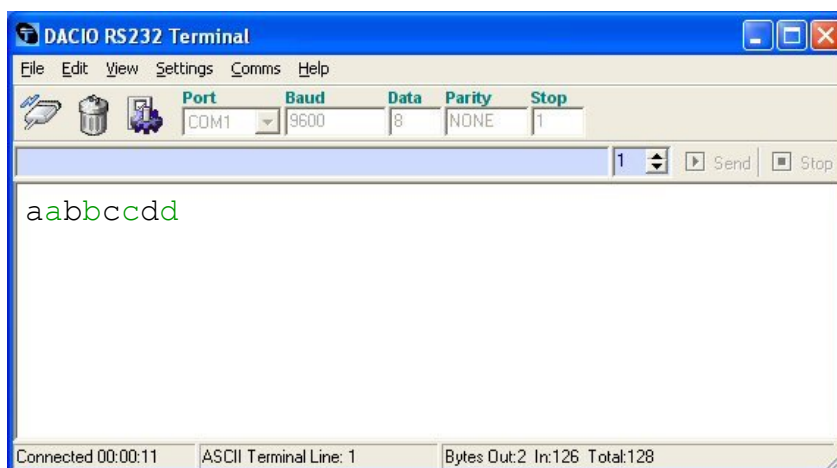 DACIO RS232 Terminal
File Edit View Settings Comms Help
Port Baud Data Parity Stop
COM1 9600 8 NONE 1
1 Send Stop
aabbccdd
Connected 00:00:11 ASCII Terminal Line: 1 Bytes Out:2 In:126 Total:128